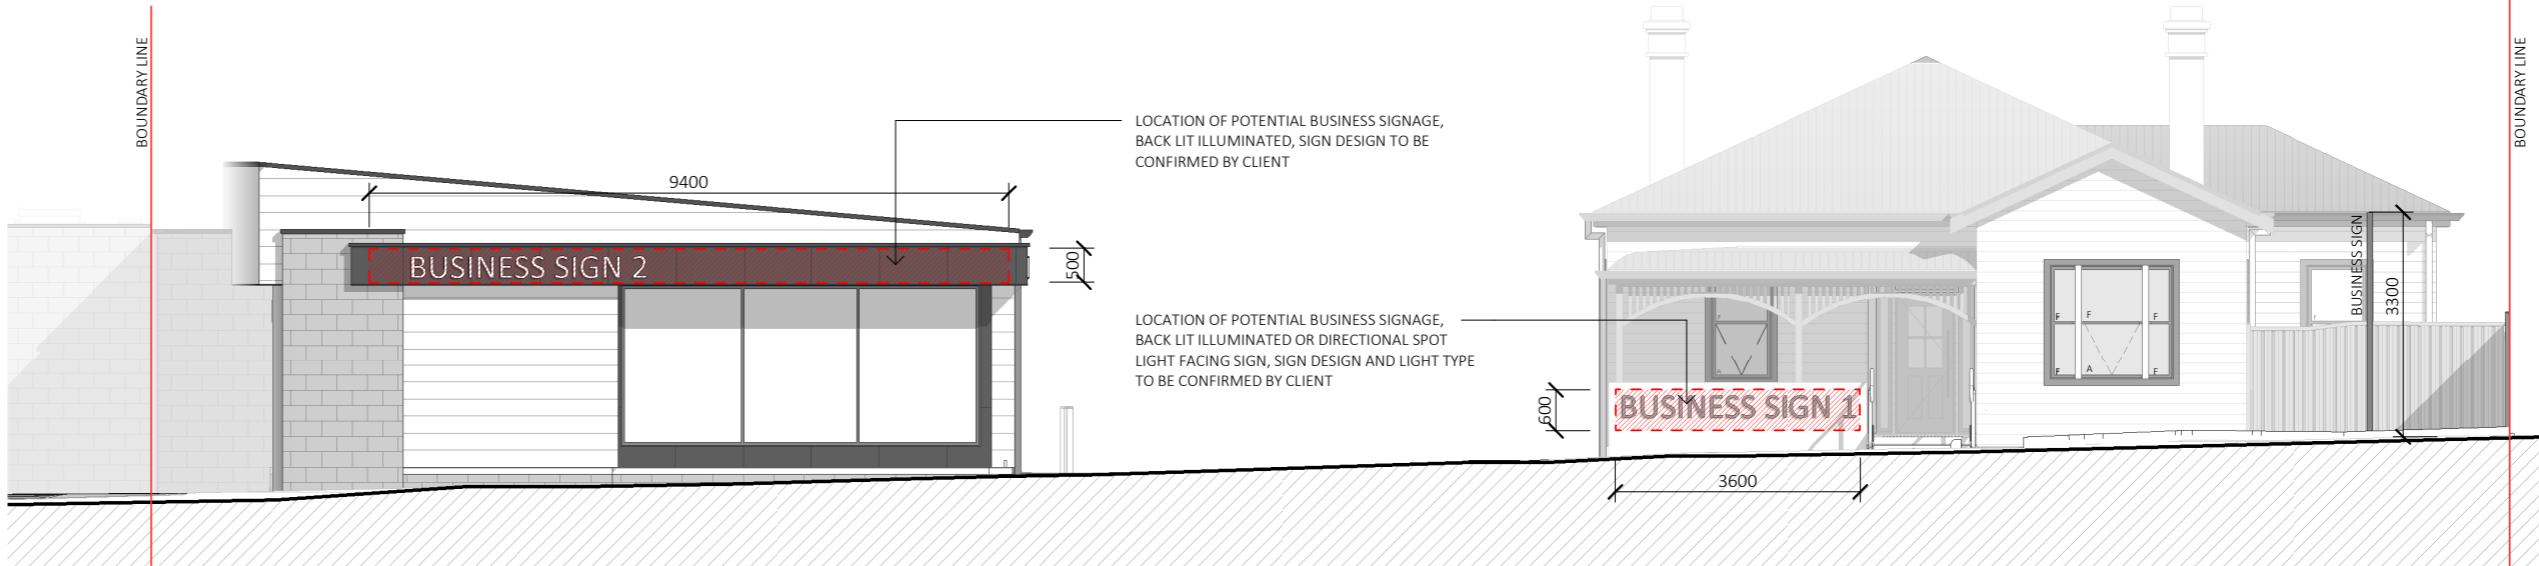 BOUNDARY LINE
9400
LOCATION OF POTENTIAL BUSINESS SIGNAGE,
BACK LIT ILLUMINATED, SIGN DESIGN TO BE
CONFIRMED BY CLIENT
BUSINESS SIGN 2
500
LOCATION OF POTENTIAL BUSINESS SIGNAGE,
BACK LIT ILLUMINATED OR DIRECTIONAL SPOT
LIGHT FACING SIGN, SIGN DESIGN AND LIGHT TYPE
TO BE CONFIRMED BY CLIENT
600
BUSINESS SIGN 1
3600
F F F
F A F
BUSINESS SIGN
3300
BOUNDARY LINE